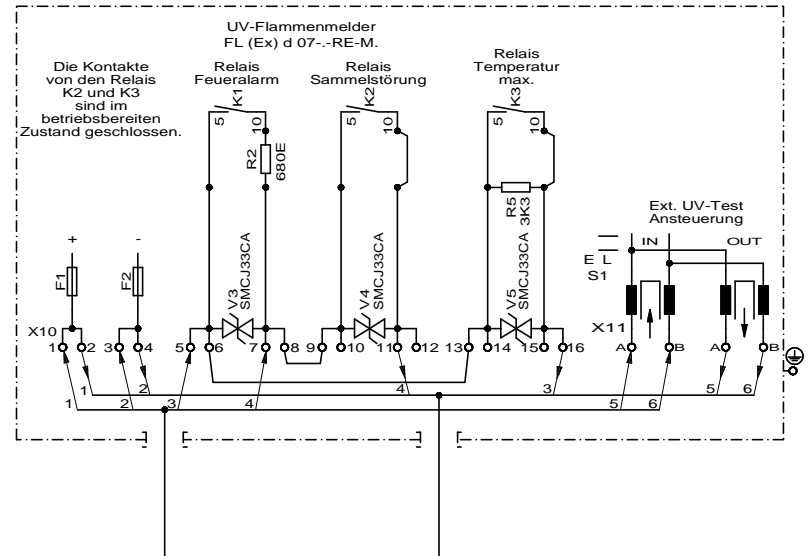 UV-Flammenmelder
FL (Ex) d 07-.-RE-M.
Die Kontakte
von den Relais
K2 und K3
sind im
betriebsbereiten
Zustand geschlossen.
Relais
Feueralarm
Relais
Sammelstörung
Relais
Temperatur
max.
K1
5
10
K2
5
10
K3
5
10
R2
680E
R5
3K3
Ext. UV-Test
Ansteuerung
IN
OUT
E L
S1
+
-
F1
F2
V3
SMCJ33CA
V4
SMCJ33CA
V5
SMCJ33CA
X10
X11
1 2 3 4 5 6 7 8 9 10 11 12 13 14 15 16 A B A B
1 2 4 3 5 6
1 2 3 4 5 6